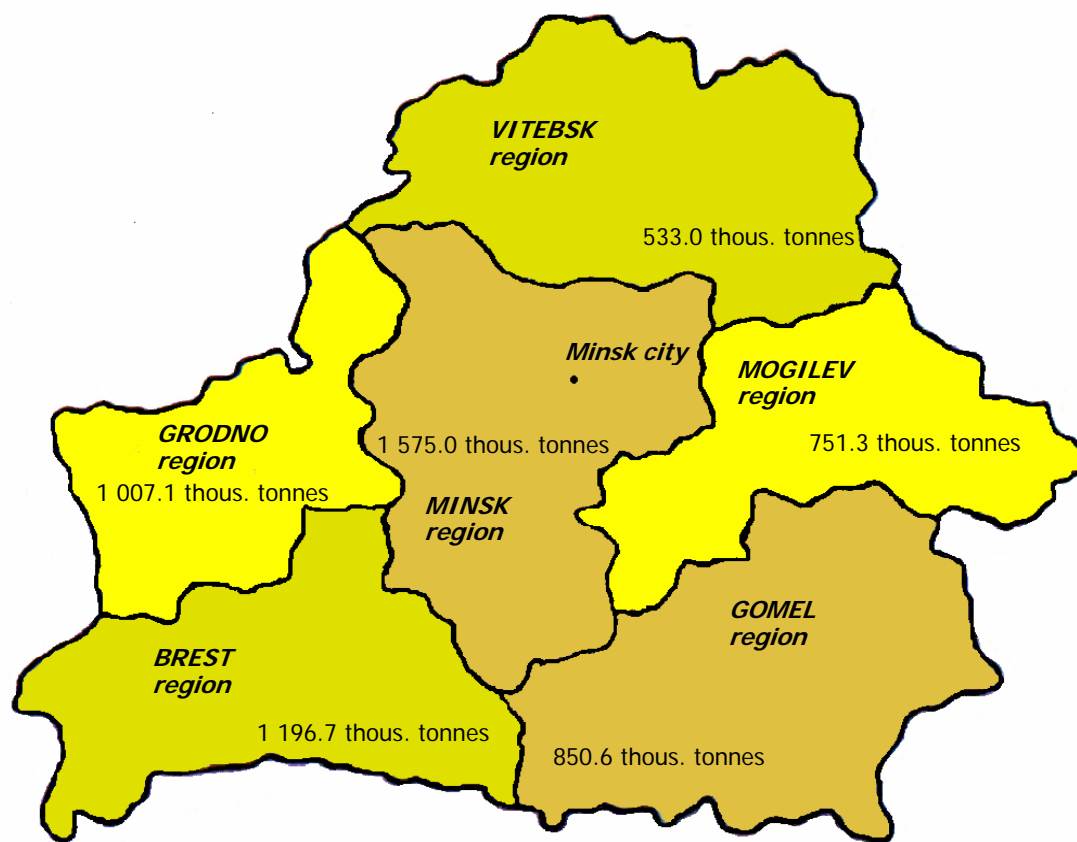 VITEBSK
region
533.0 thous. tonnes
Minsk city
MOGILEV
region
751.3 thous. tonnes
GRODNO
region
1 007.1 thous. tonnes
1 575.0 thous. tonnes
MINSK
region
GOMEL
region
850.6 thous. tonnes
BREST
region
1 196.7 thous. tonnes